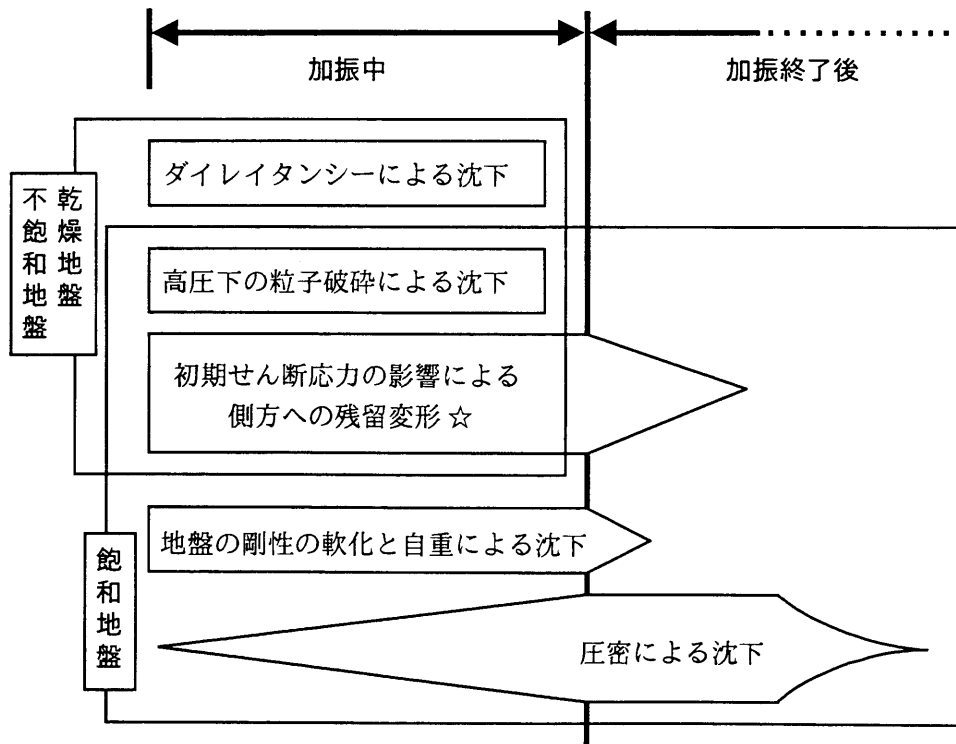 加振中
加振終了後
ダイレイタンシーによる沈下
乾燥地盤
不飽和地盤
高圧下の粒子破砕による沈下
初期せん断応力の影響による
側方への残留変形 ☆
地盤の剛性の軟化と自重による沈下
飽和地盤
圧密による沈下